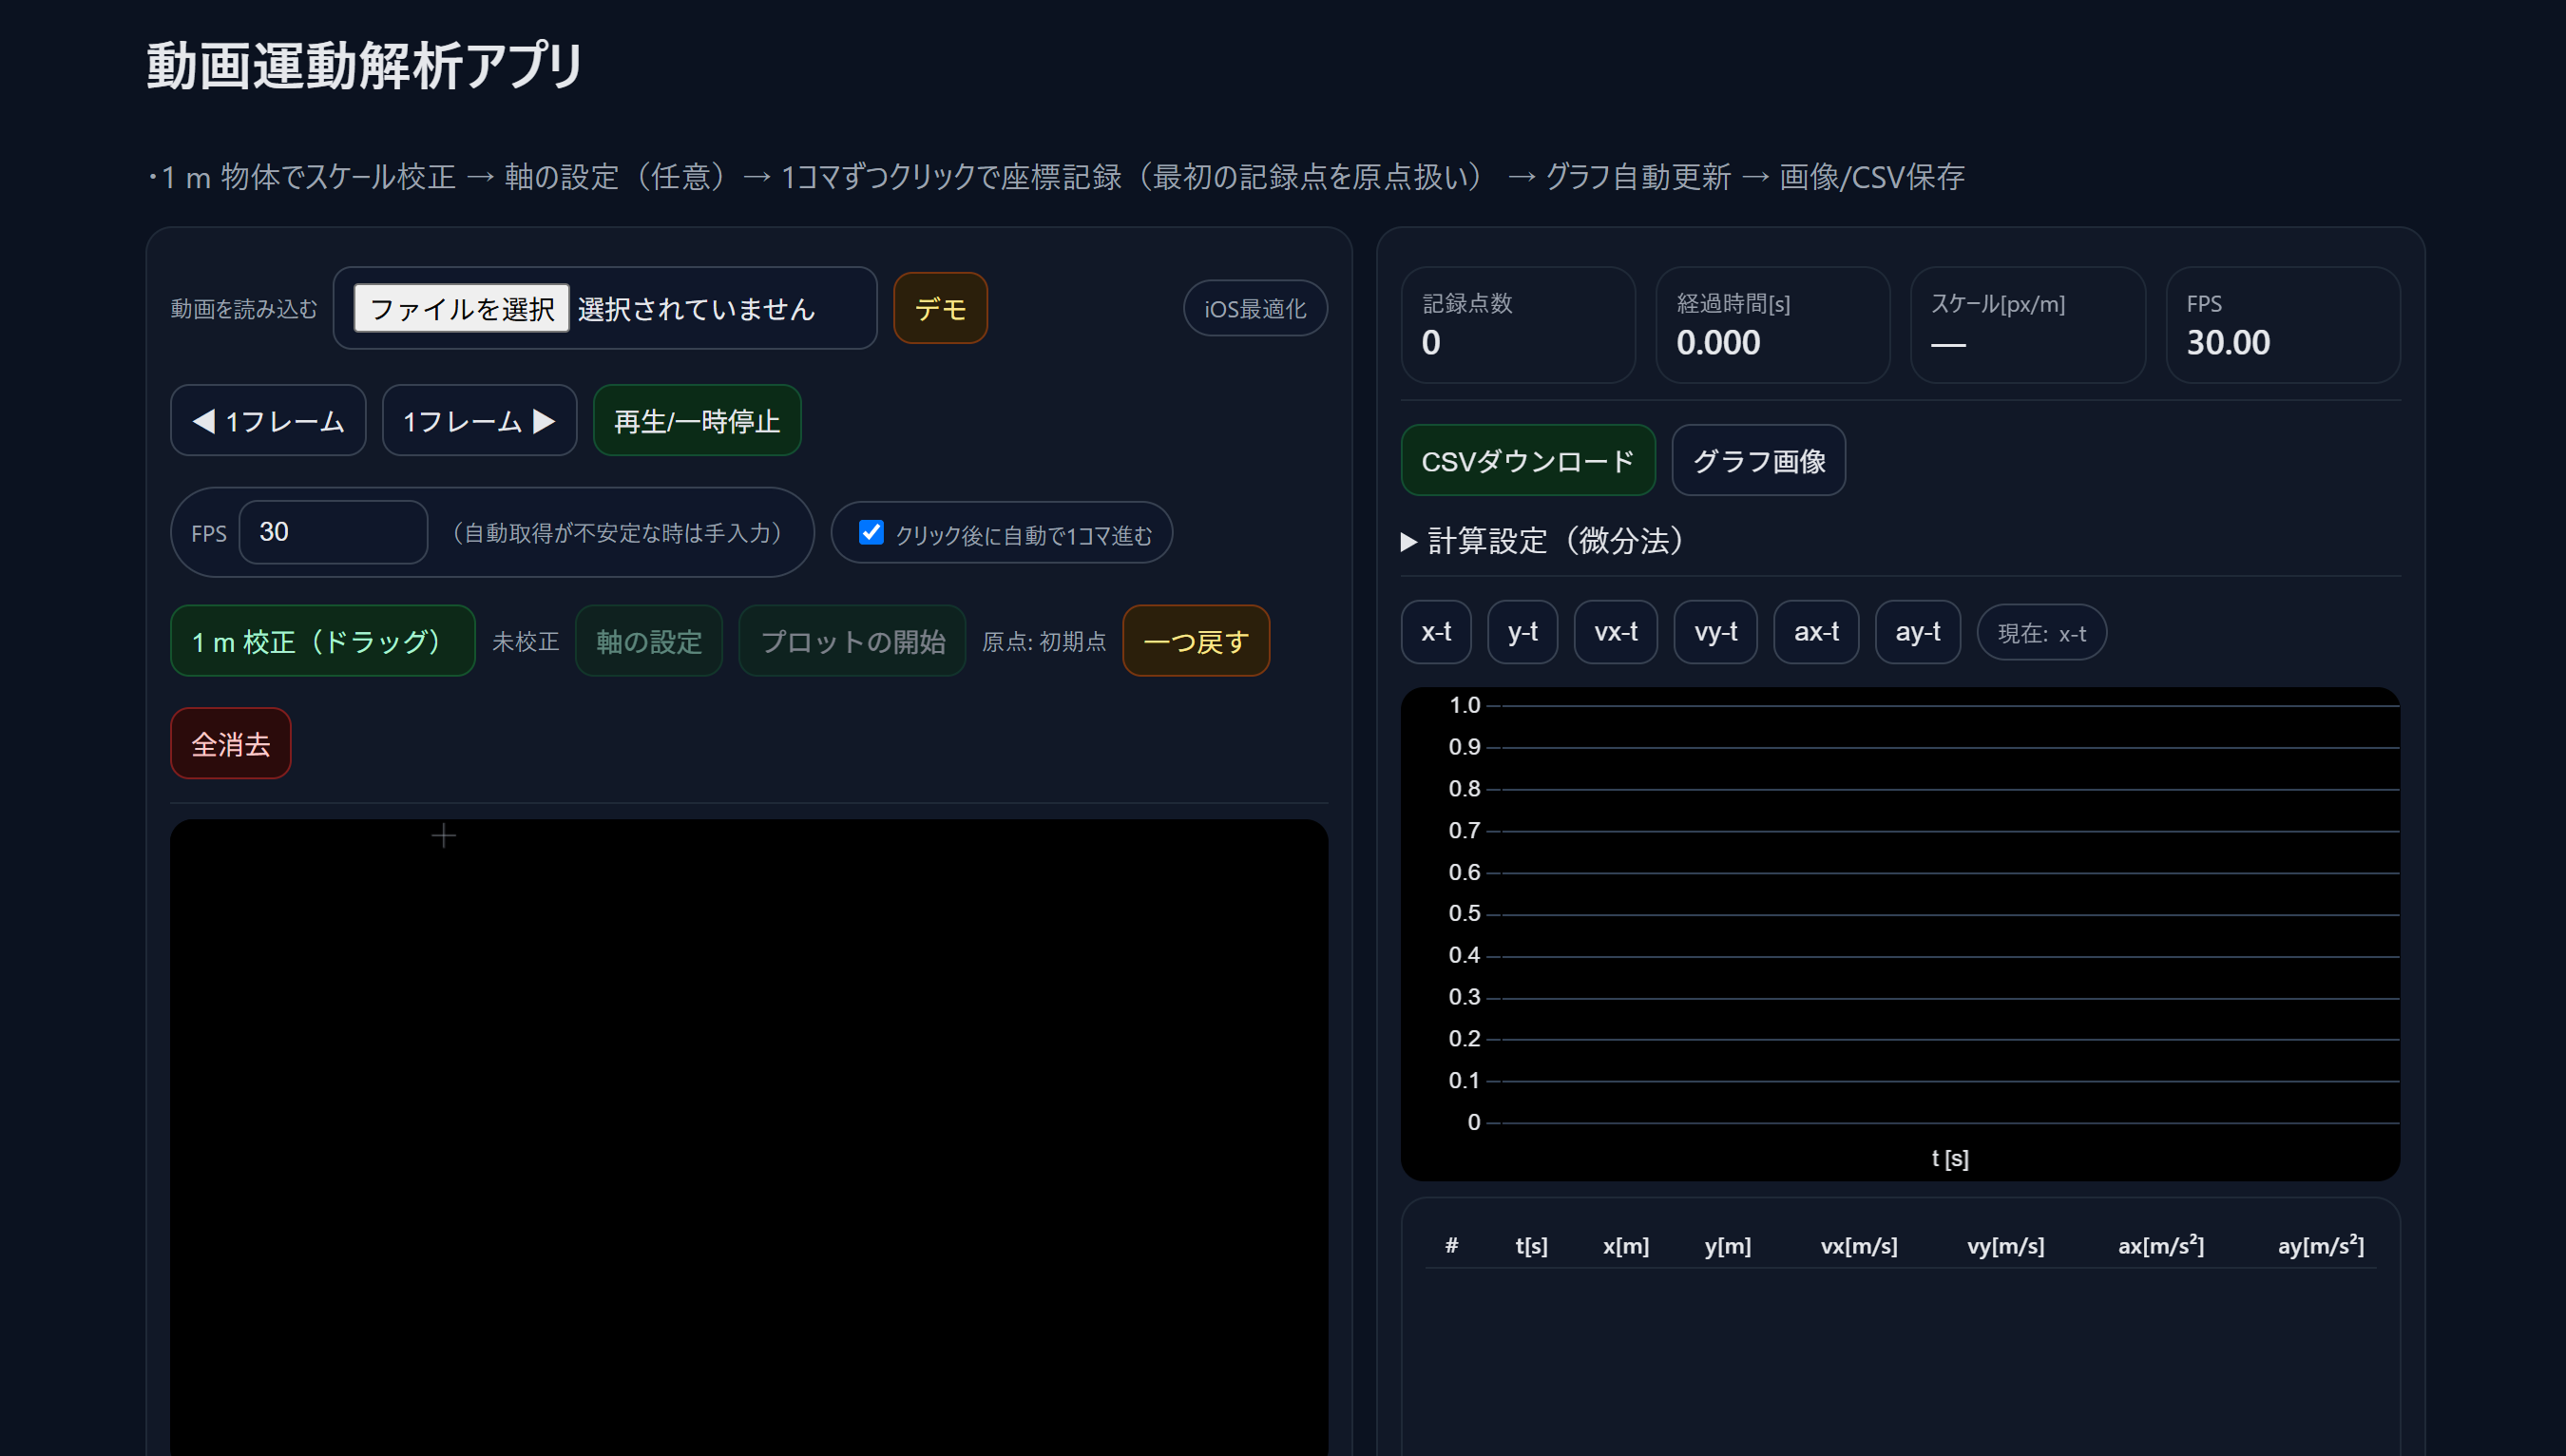 動画運動解析アプリ
・1 m 物体でスケール校正 → 軸の設定（任意）→ 1コマずつクリックで座標記録（最初の記録点を原点扱い） → グラフ自動更新 → 画像/CSV保存
動画を読み込む ファイルを選択 選択されていません デモ iOS最適化
◀ 1フレーム 1フレーム ▶ 再生/一時停止
FPS 30 （自動取得が不安定な時は手入力） クリック後に自動で1コマ進む
1 m 校正（ドラッグ） 未校正 軸の設定 プロットの開始 原点: 初期点 一つ戻す
全消去
記録点数 経過時間[s] スケール[px/m] FPS
0 0.000 — 30.00
CSVダウンロード グラフ画像
▶ 計算設定（微分法）
x-t y-t vx-t vy-t ax-t ay-t 現在: x-t
1.0
0.9
0.8
0.7
0.6
0.5
0.4
0.3
0.2
0.1
0
t [s]
# t[s] x[m] y[m] vx[m/s] vy[m/s] ax[m/s²] ay[m/s²]